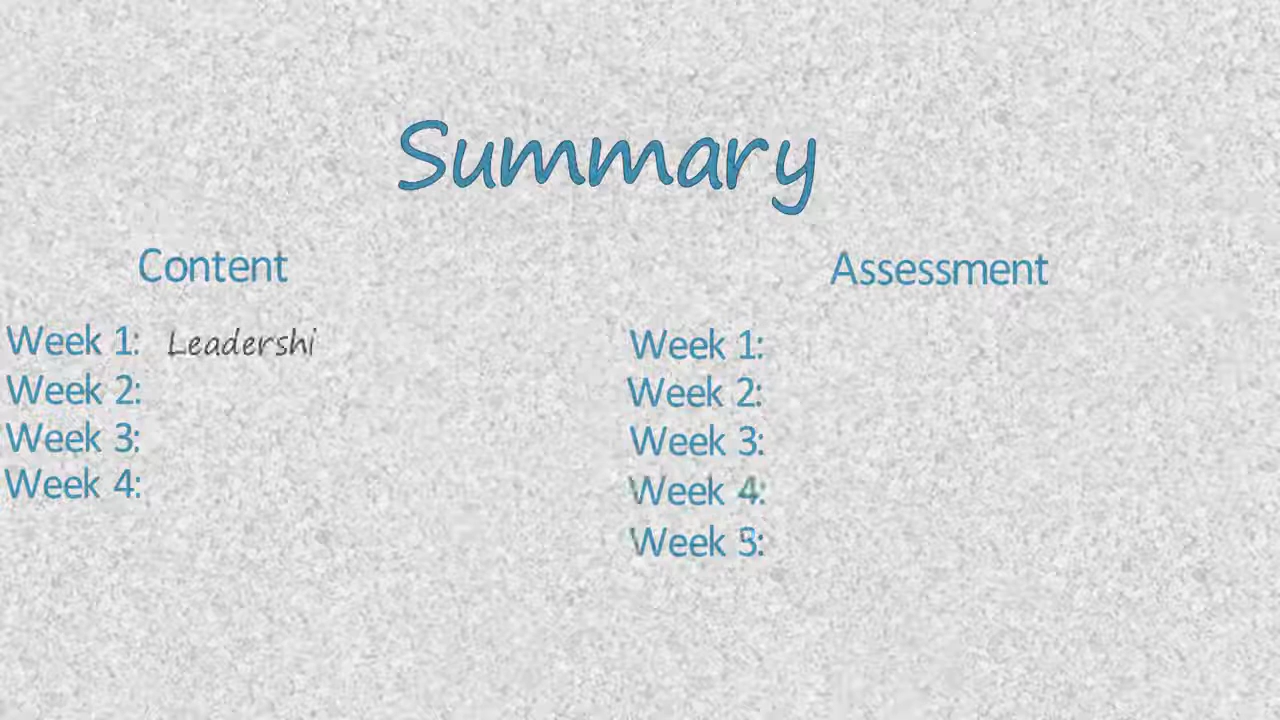 Summary
Content
Week 1: Leadershi
Week 2:
Week 3:
Week 4:
Assessment
Week 1:
Week 2:
Week 3:
Week 4:
Week 5: